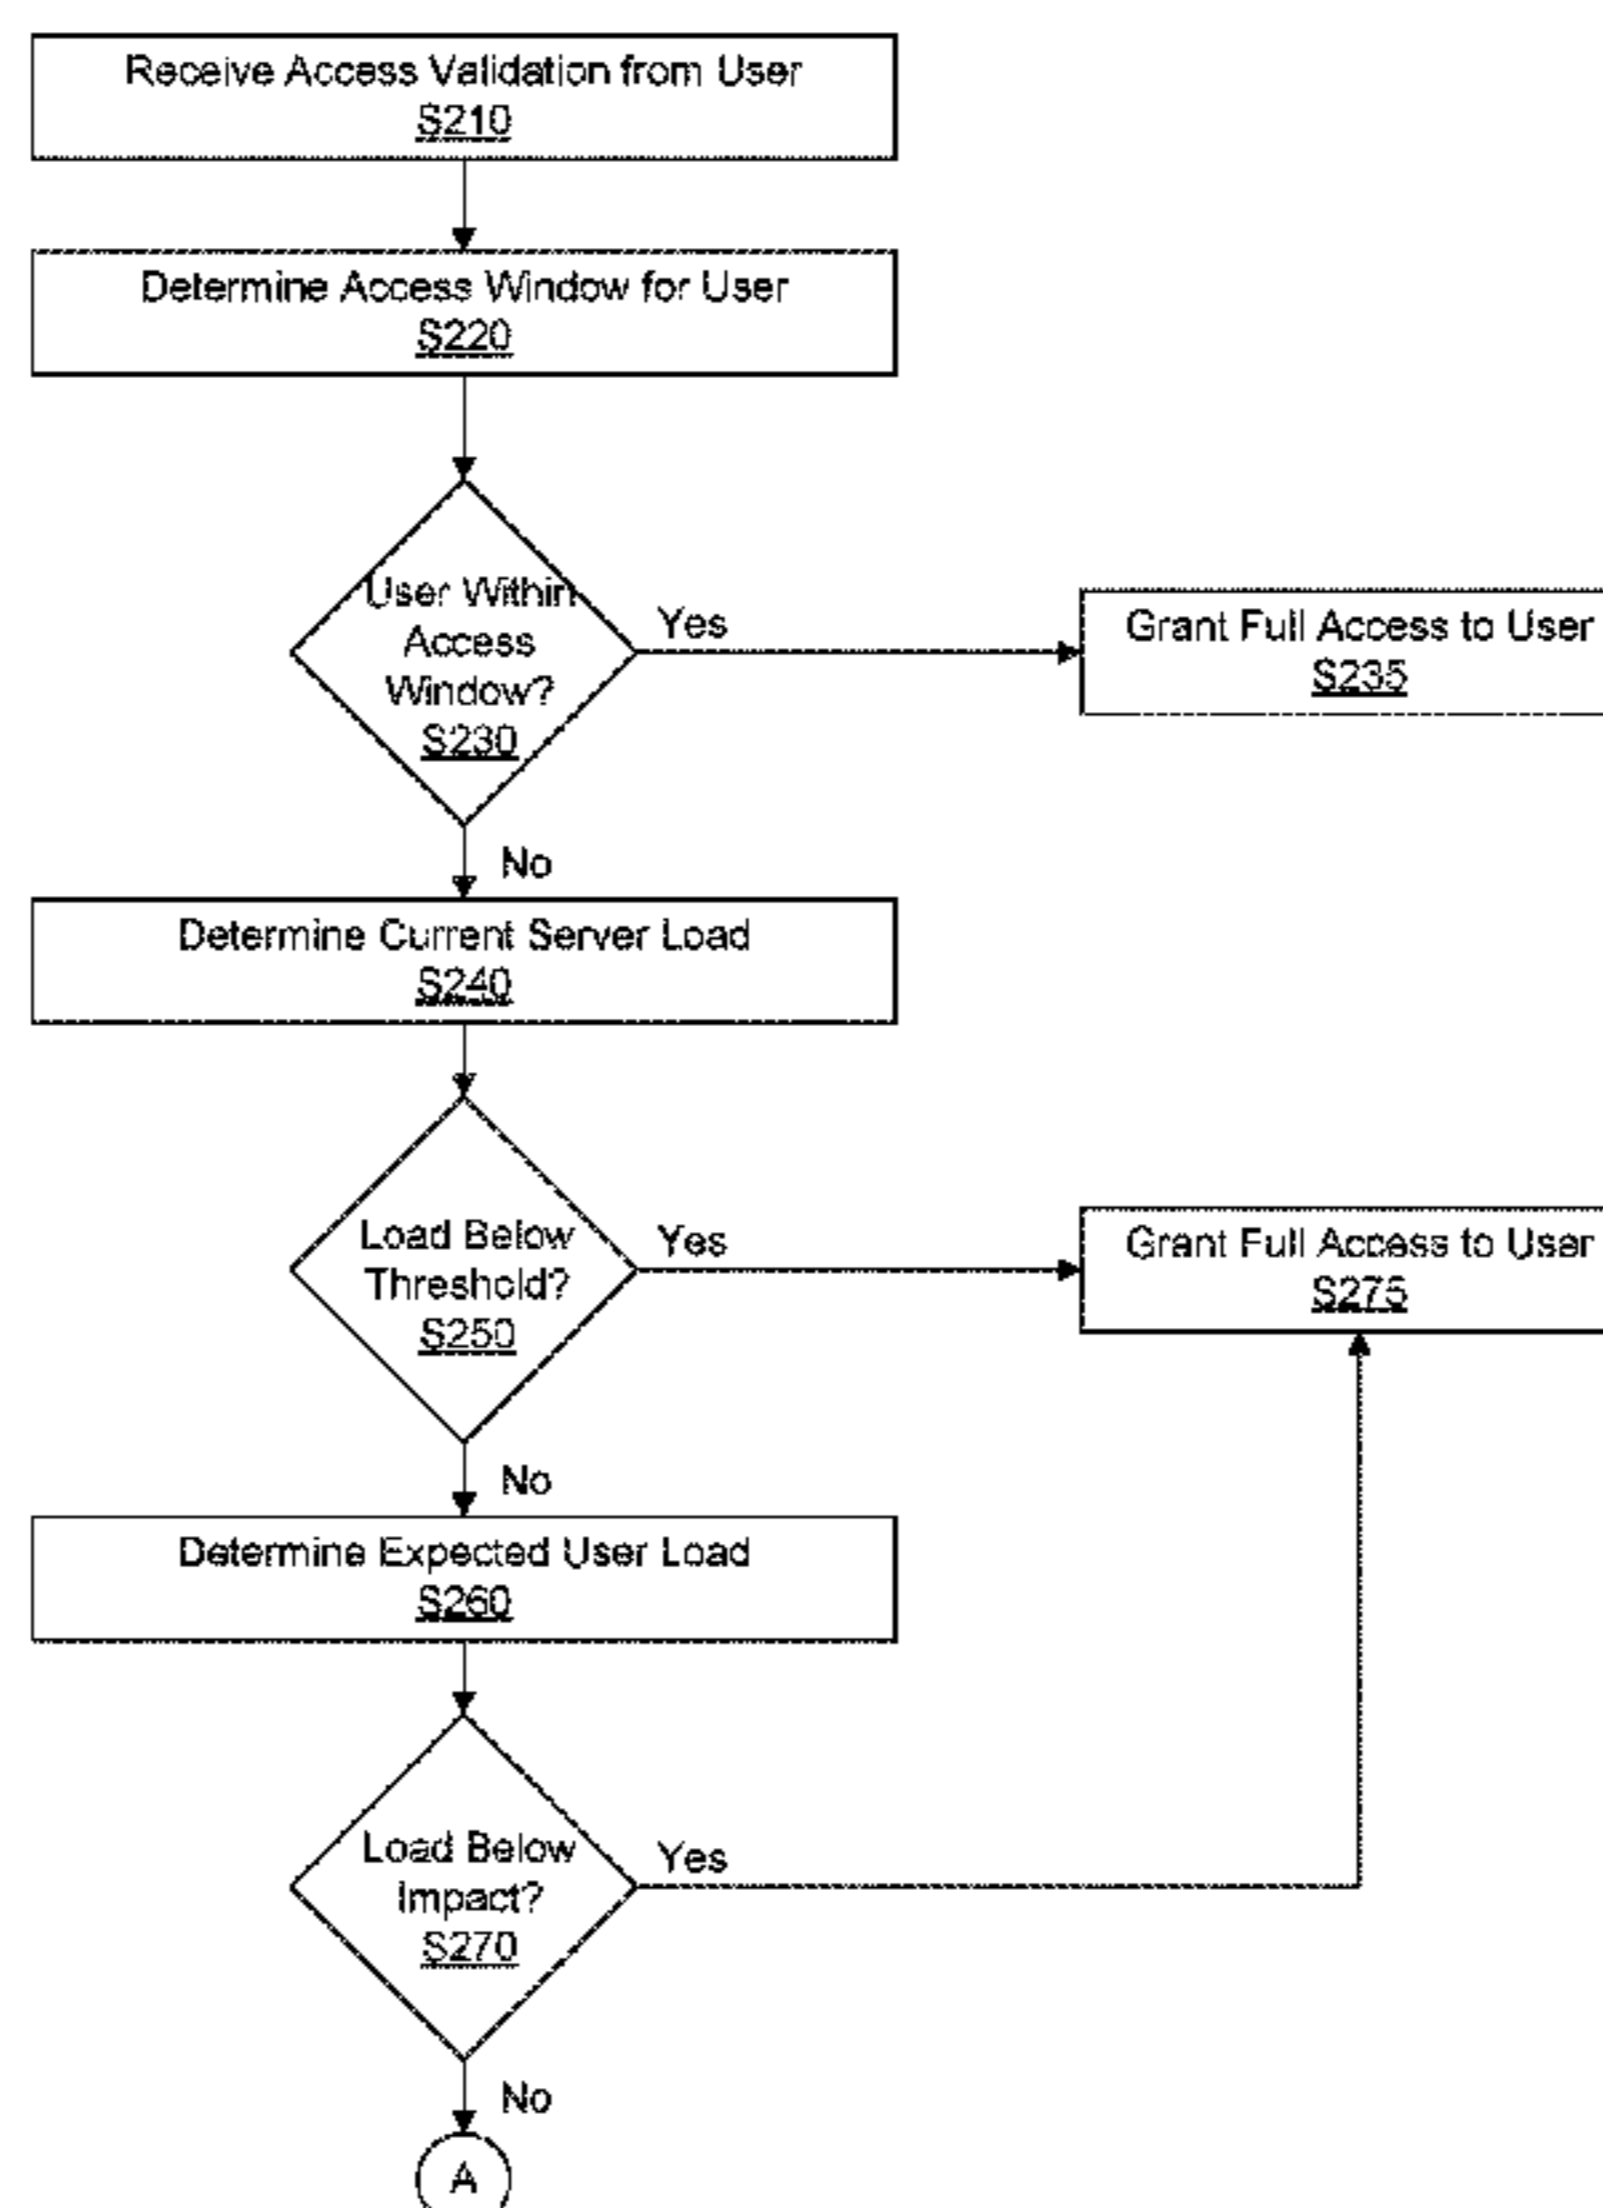 Receive Access Validation from User
S210
Determine Access Window for User
S220
User Within
Access
Window?
S230
Yes
Grant Full Access to User
S235
No
Determine Current Server Load
S240
Load Below
Threshold?
S250
Yes
Grant Full Access to User
S275
No
Determine Expected User Load
S260
Load Below
Impact?
S270
Yes
No
A